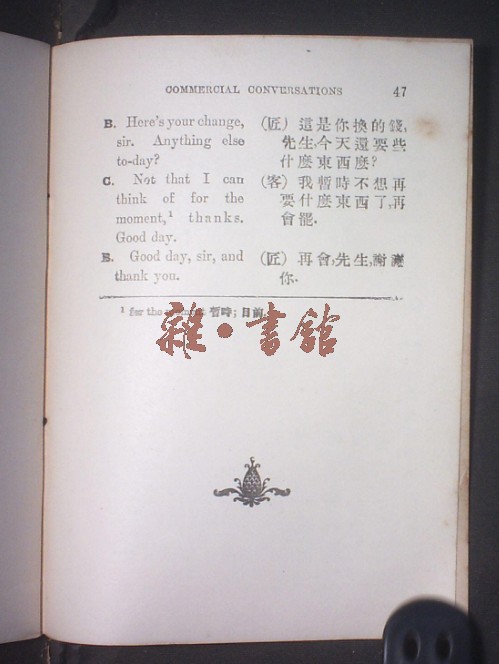 COMMERCIAL CONVERSATIONS 47
B. Here's your change,
sir. Anything else
to-day?
C. Not that I can
think of for the
moment,¹ thanks.
Good day.
B. Good day, sir, and
thank you.
(匠) 這是你換的錢,
先生,今天還要些
什麼東西麼?
(客) 我暫時不想再
要什麼東西了,再
會罷.
(匠) 再會,先生,謝謝
你.
¹ for the moment: 暫時; 目前.
雜·書館